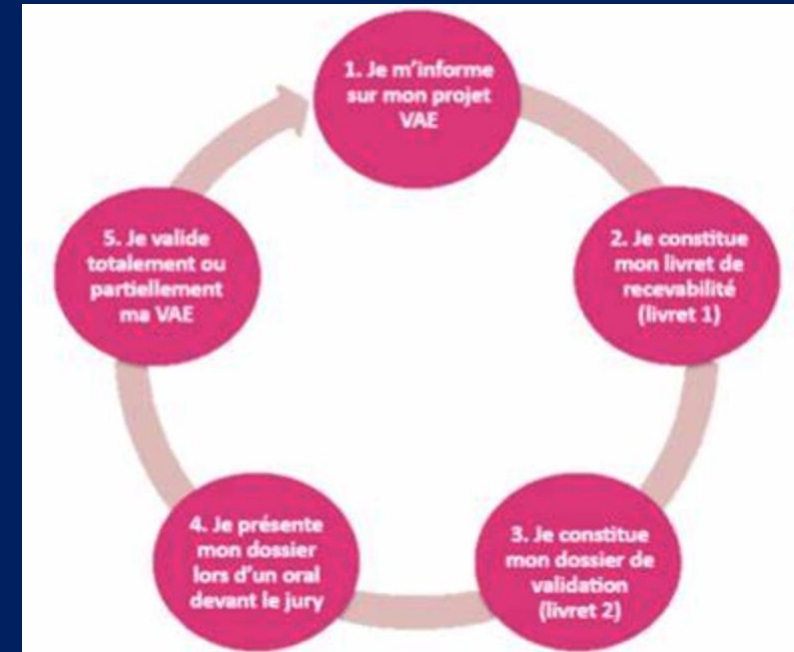 1. Je m'informe
sur mon projet
VAE
2. Je constitue
mon livret de
recevabilité
(livret 1)
3. Je constitue
mon dossier de
validation
(livret 2)
4. Je présente
mon dossier
lors d'un oral
devant le jury
5. Je valide
totalement ou
partiellement
ma VAE